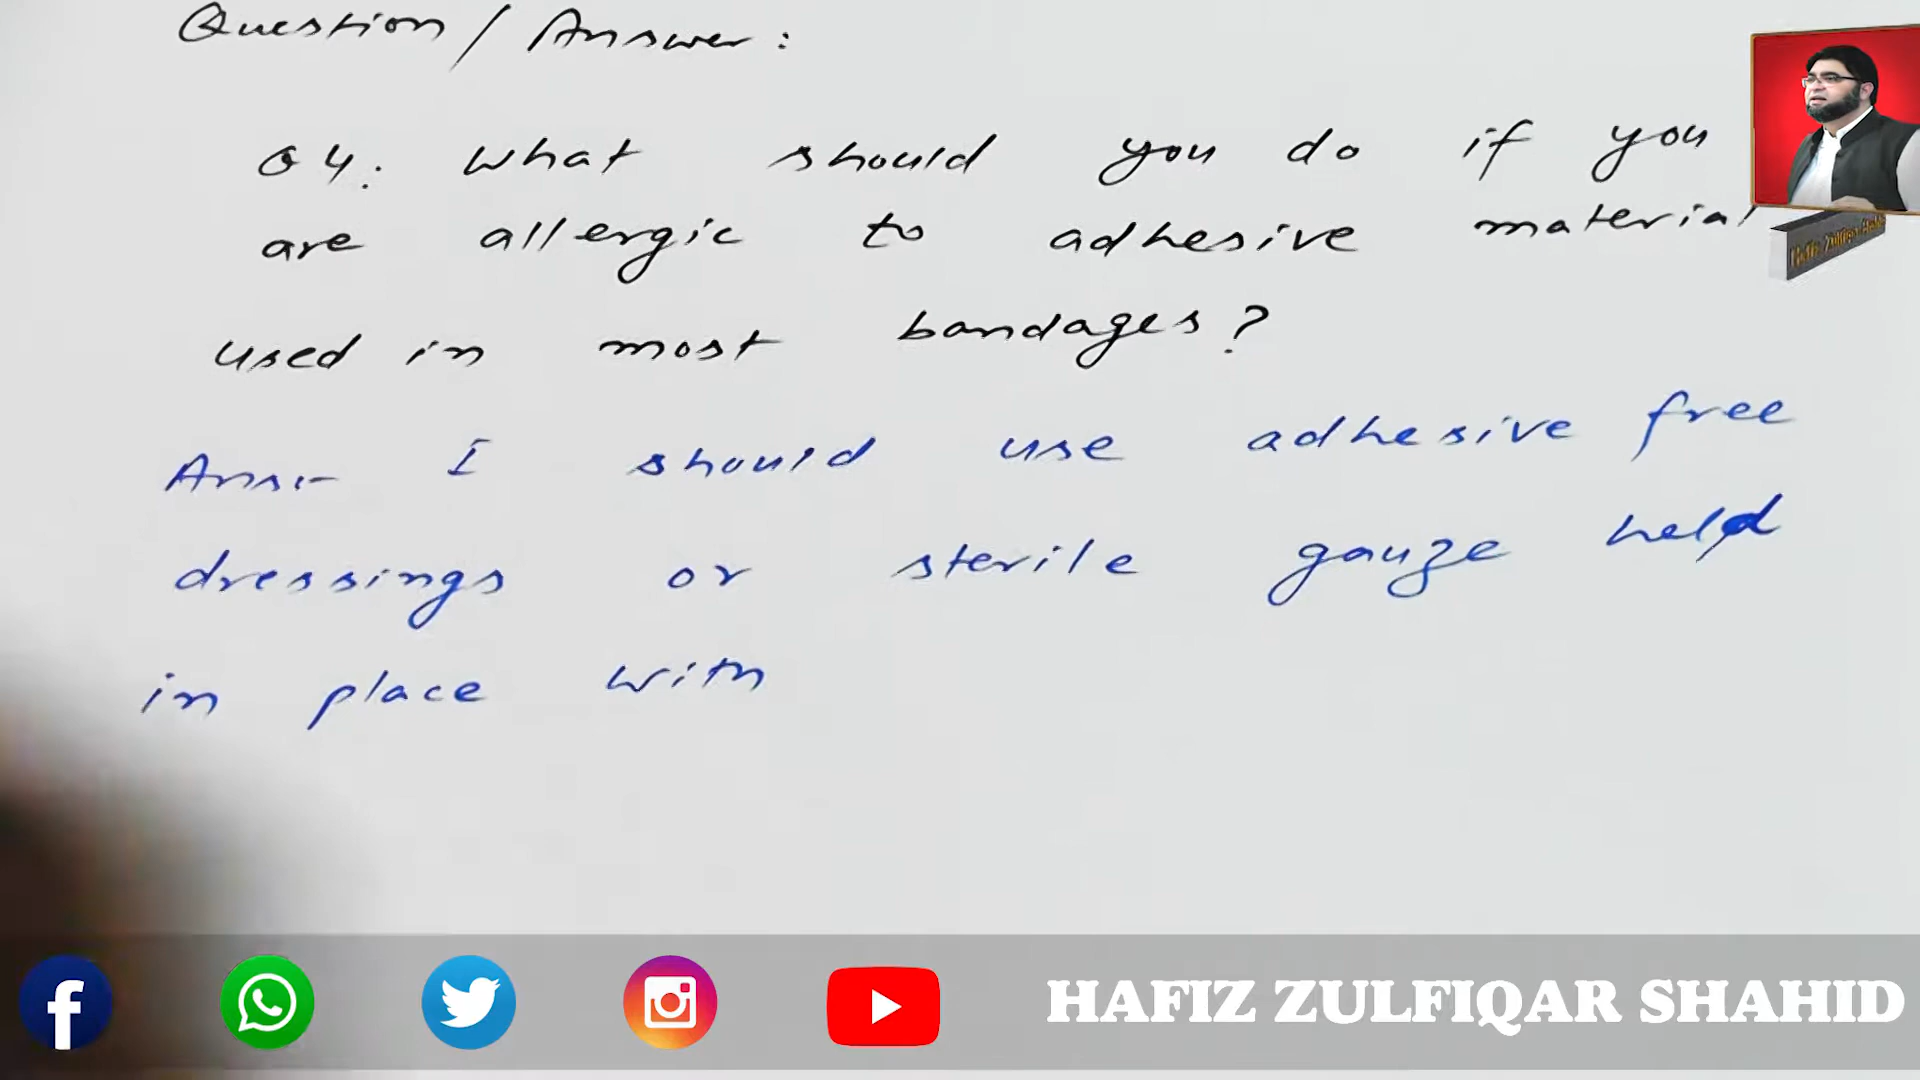 Question / Answer:
Q4: What should you do if you
are allergic to adhesive material
used in most bandages?
Ans:- I should use adhesive free
dressings or sterile gauze held
in place with
HAFIZ ZULFIQAR SHAHID